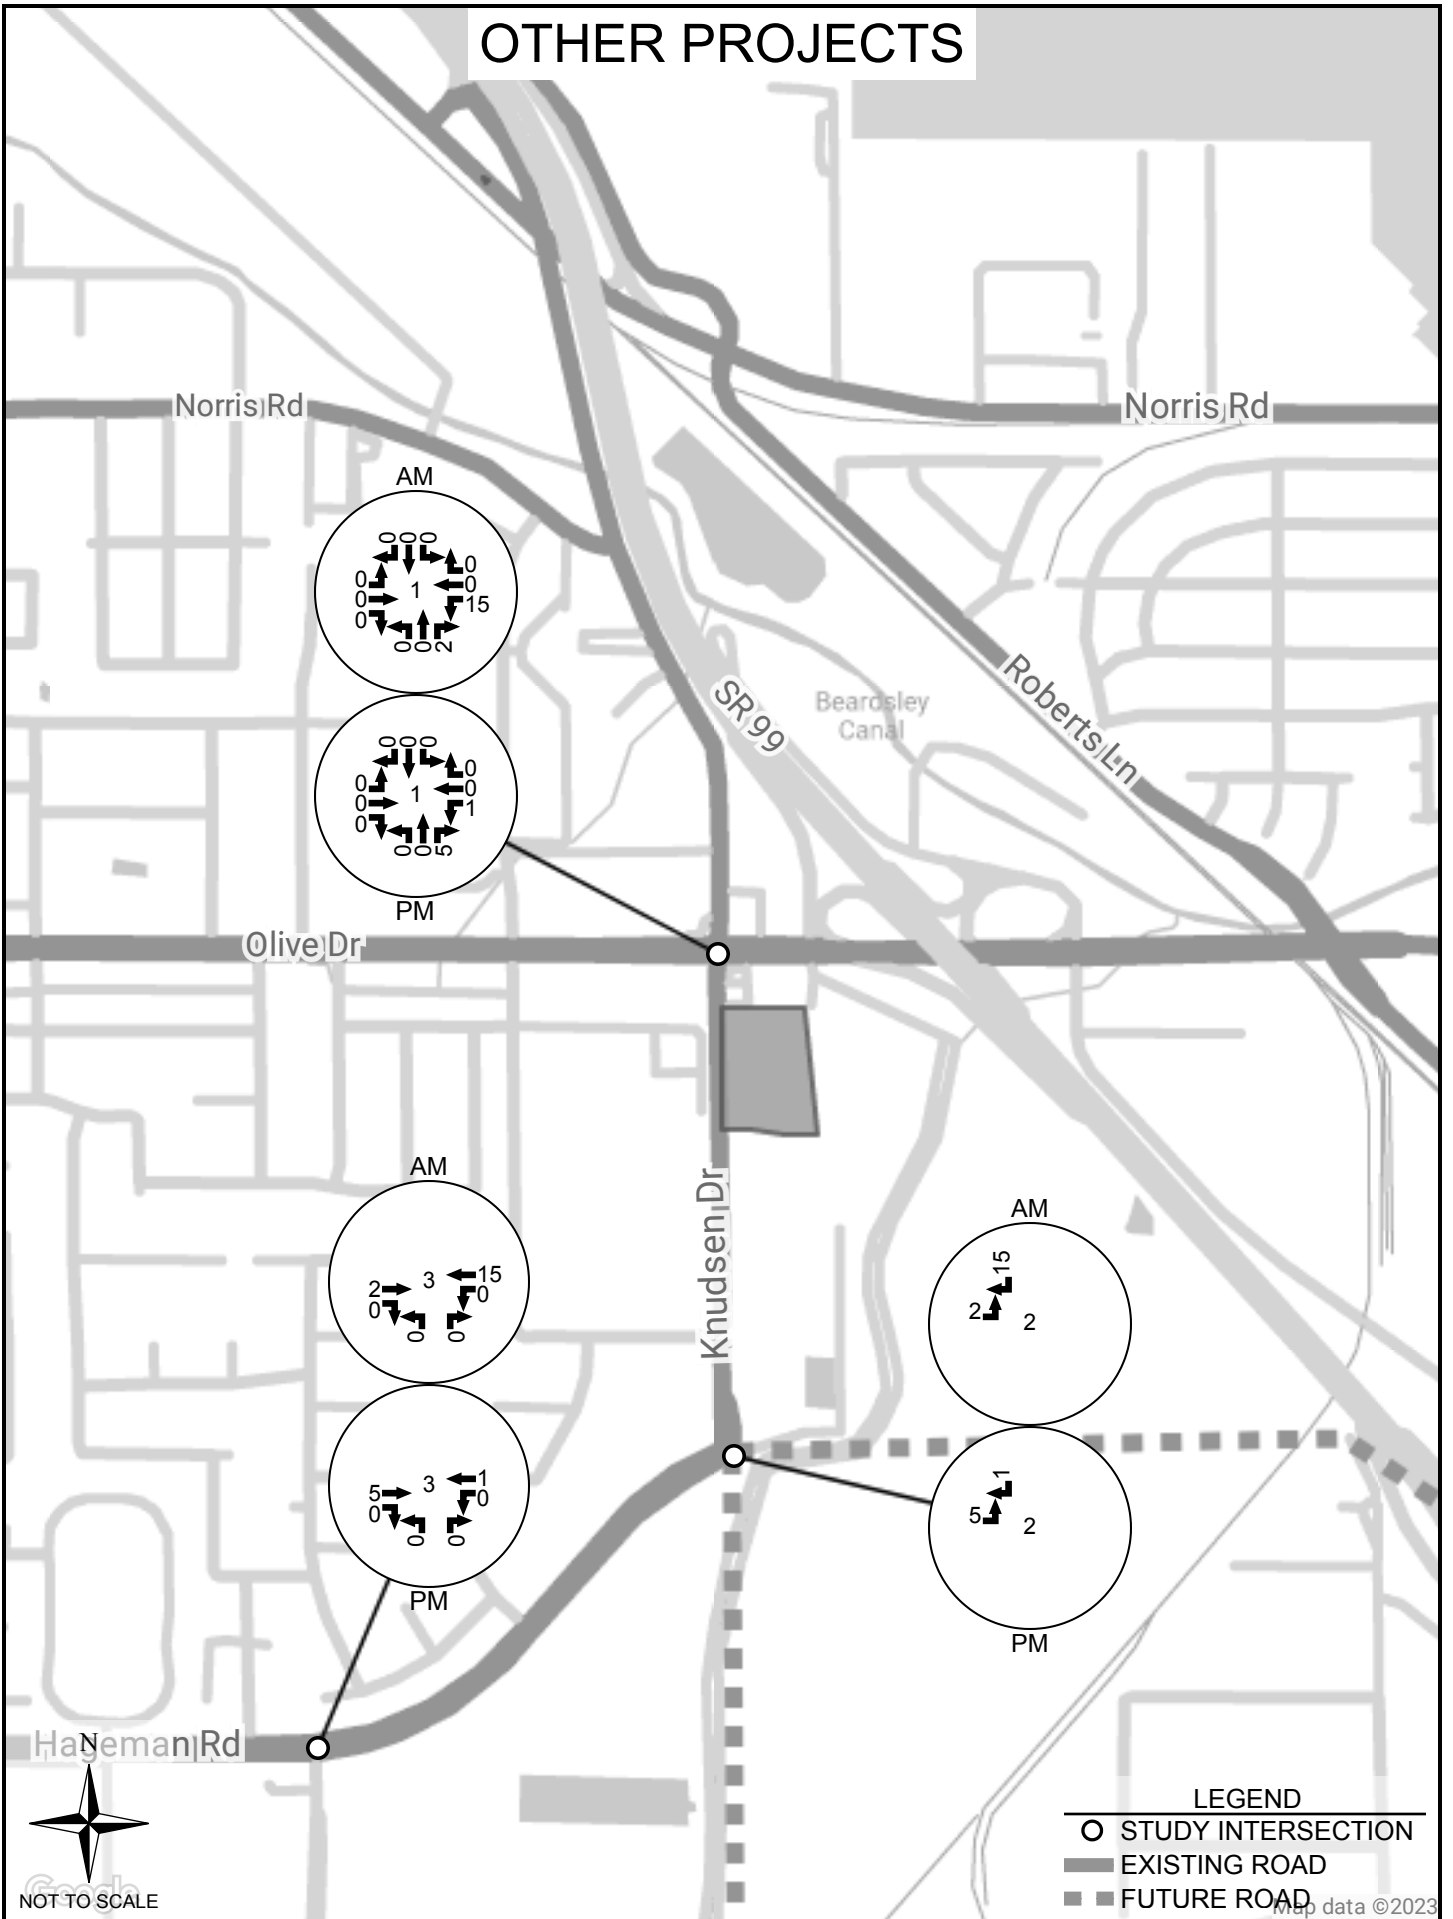 OTHER PROJECTS
Norris Rd
Norris Rd
AM
0 0 0
0
0
0
1
0
0
15
0 0 2
0 0 0
0
0
0
1
0
0
1
0 0 5
PM
SR 99
Beardsley
Canal
Roberts Ln
Olive Dr
Knudsen Dr
AM
2
0
3
15
0
0 0
5
0
3
1
0
0 0
PM
AM
15
2
2
1
5
2
PM
Hageman Rd
N
Google
NOT TO SCALE
LEGEND
STUDY INTERSECTION
EXISTING ROAD
FUTURE ROAD
Map data ©2023